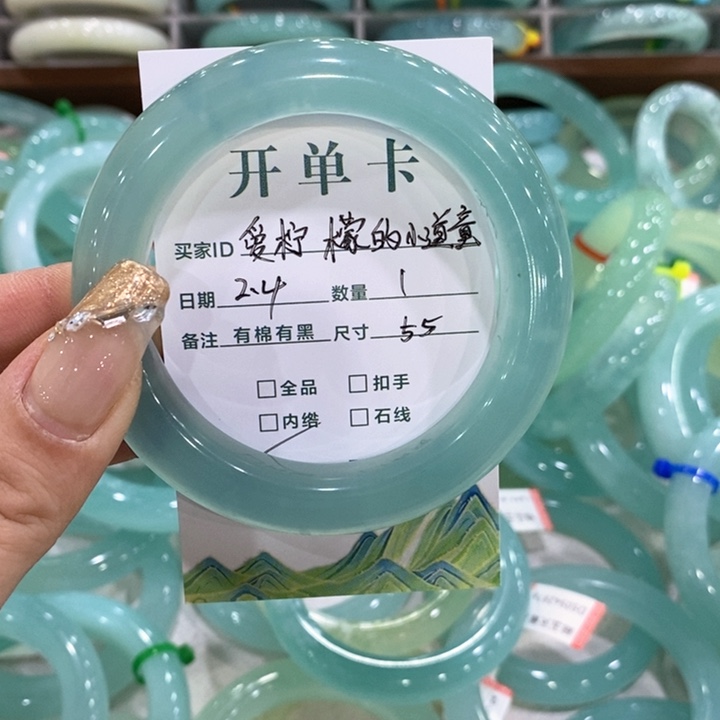 开单卡
买家ID 爱柠檬的小道童
日期 2.4 数量 1
备注 有棉有黑 尺寸 55
□全品 □扣手
□内绺 □石线